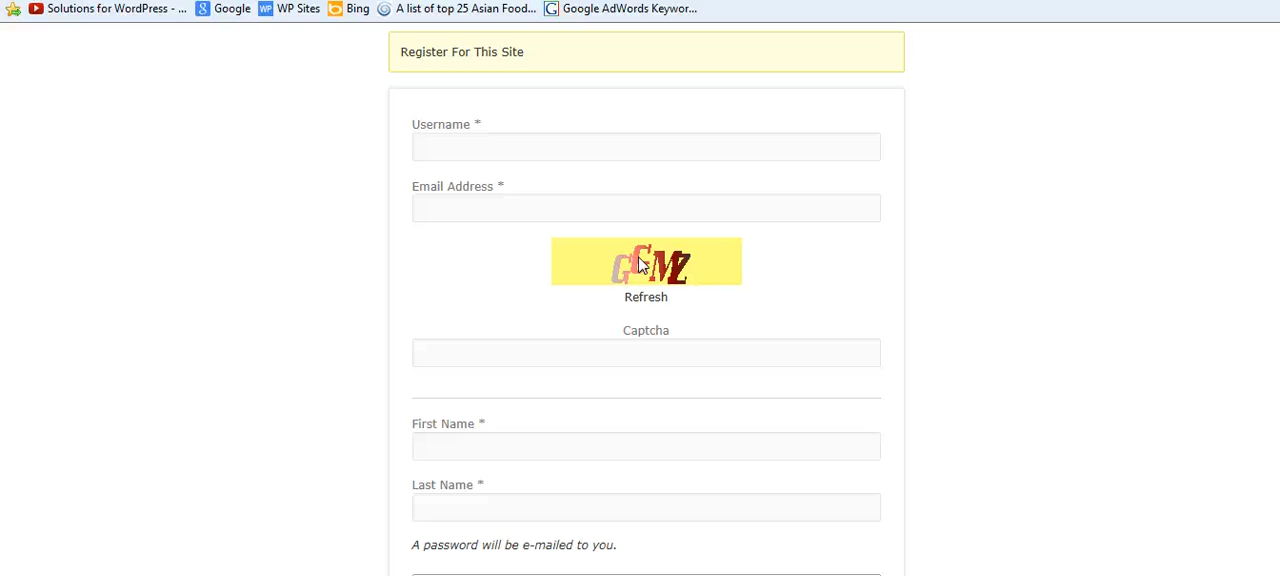 Solutions for WordPress - ... Google WP Sites Bing A list of top 25 Asian Food... Google AdWords Keywor...
Register For This Site
Username *
Email Address *
GGMZ
Refresh
Captcha
First Name *
Last Name *
A password will be e-mailed to you.